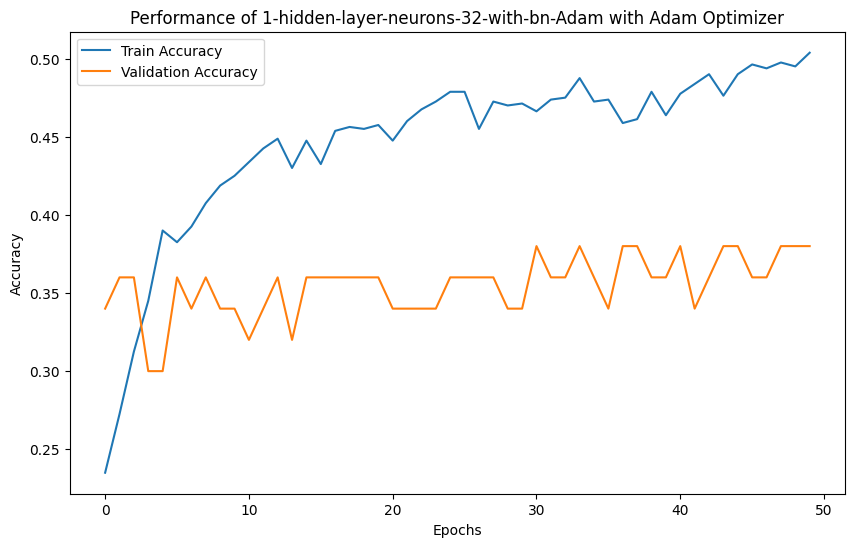 Performance of 1-hidden-layer-neurons-32-with-bn-Adam with Adam Optimizer
Train Accuracy
Validation Accuracy
0.50
0.45
0.40
0.35
0.30
0.25
Accuracy
0 10 20 30 40 50
Epochs